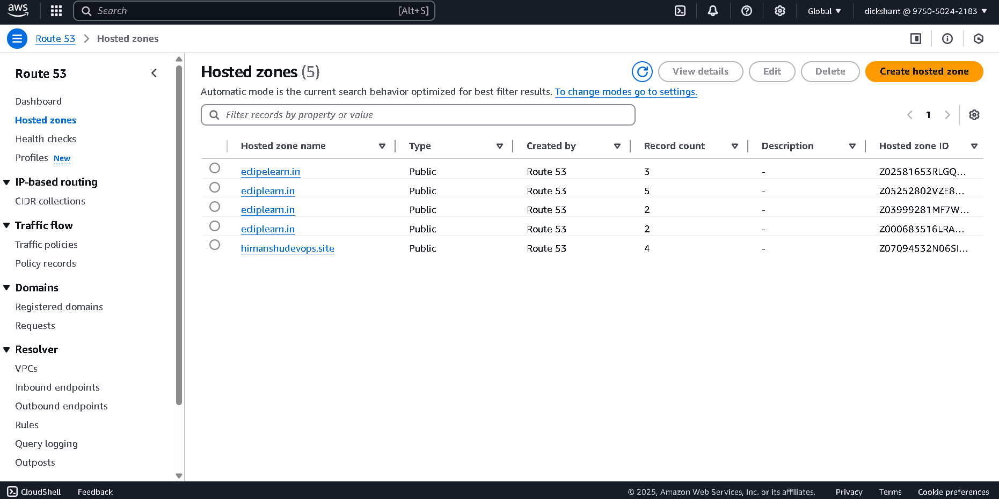 aws Search [Alt+S] Global dickshant @ 9750-5024-2183
Route 53 Hosted zones
Route 53
Dashboard
Hosted zones
Health checks
Profiles New
IP-based routing
CIDR collections
Traffic flow
Traffic policies
Policy records
Domains
Registered domains
Requests
Resolver
VPCs
Inbound endpoints
Outbound endpoints
Rules
Query logging
Outposts
Hosted zones (5) View details Edit Delete Create hosted zone
Automatic mode is the current search behavior optimized for best filter results. To change modes go to settings.
Filter records by property or value 1
Hosted zone name Type Created by Record count Description Hosted zone ID
eclipelearn.in Public Route 53 3 - Z02581653RLGQ...
ecliplearn.in Public Route 53 5 - Z05252802VZE8...
ecliplearn.in Public Route 53 2 - Z03999281MF7W...
ecliplearn.in Public Route 53 2 - Z000683516LRA...
himanshudevops.site Public Route 53 4 - Z07094532N06SI...
CloudShell Feedback © 2025, Amazon Web Services, Inc. or its affiliates. Privacy Terms Cookie preferences